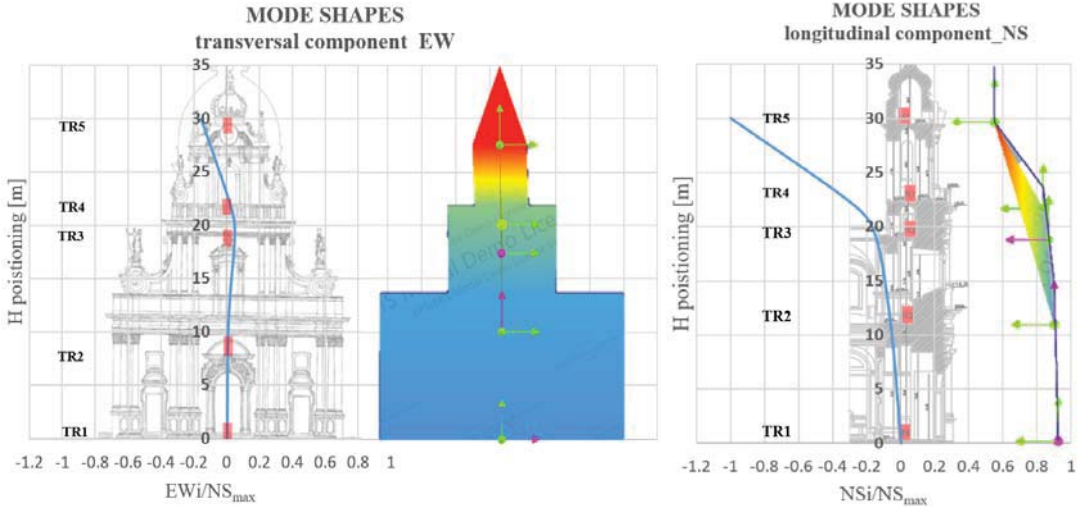 MODE SHAPES
transversal component EW
35
30
25
20
15
10
5
0
H poistioning [m]
TR5
TR4
TR3
TR2
TR1
-1.2 -1 -0.8 -0.6 -0.4 -0.2 0 0.2 0.4 0.6 0.8 1
EWi/NSmax
Demo
MODE SHAPES
longitudinal component_NS
35
30
25
20
15
10
5
0
H poistioning [m]
TR5
TR4
TR3
TR2
TR1
-1.2 -1 -0.8 -0.6 -0.4 -0.2 0 0.2 0.4 0.6 0.8 1
NSi/NSmax